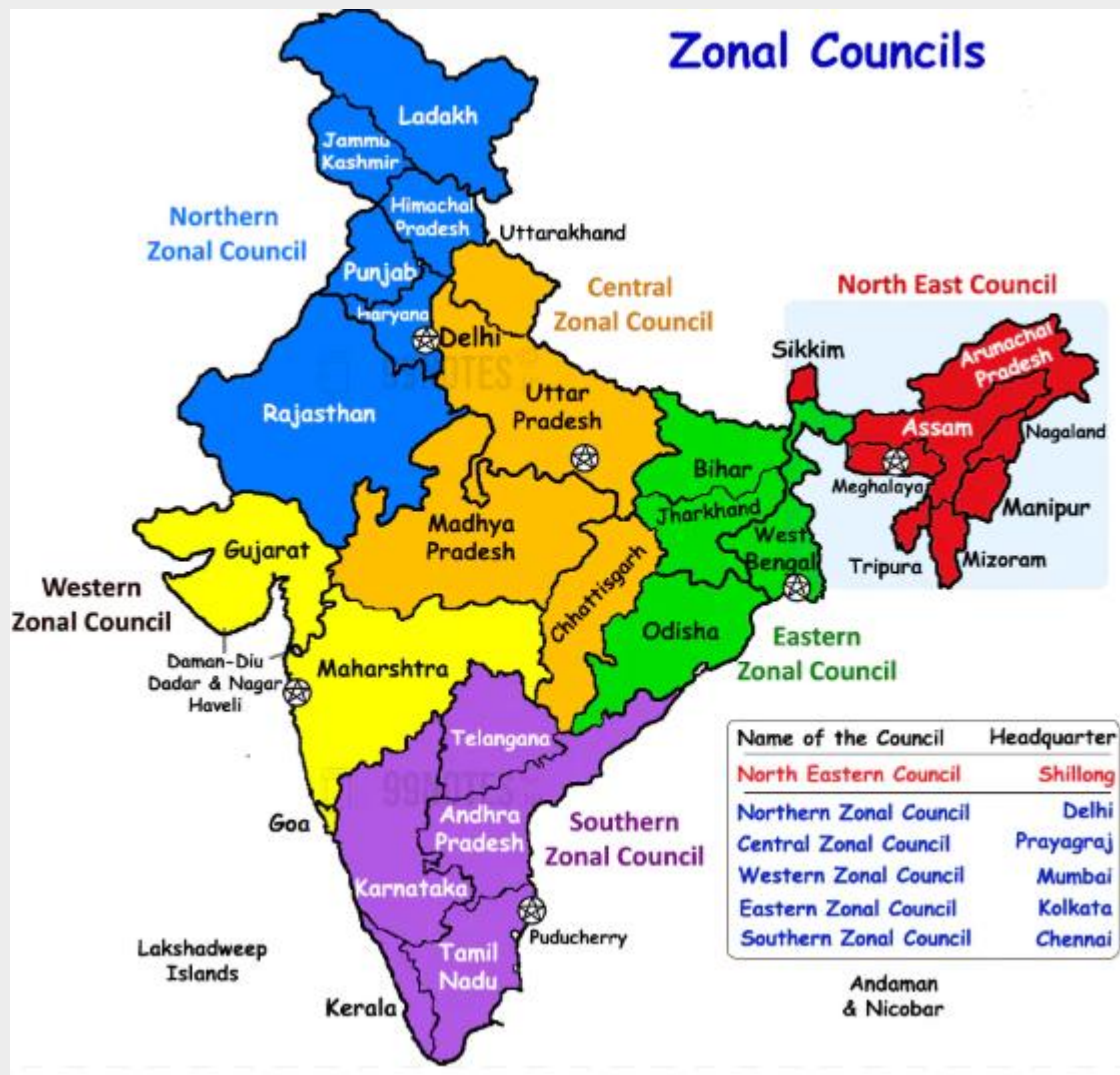 Zonal Councils
Ladakh
Jammu
Kashmir
Himachal
Pradesh
Northern
Zonal Council
Uttarakhand
Punjab
Central
Zonal Council
North East Council
Haryana
Delhi
Sikkim
Arunachal
Pradesh
99NOTES
Uttar
Pradesh
Rajasthan
Assam
Nagaland
Bihar
Meghalaya
Jharkhand
Manipur
Madhya
Pradesh
Gujarat
West
Bengal
Tripura
Mizoram
Western
Zonal Council
Chhattisgarh
Odisha
Eastern
Zonal Council
Daman-Diu
Dadar & Nagar
Haveli
Maharshtra
Telangana
Name of the Council Headquarter
North Eastern Council Shillong
Northern Zonal Council Delhi
Central Zonal Council Prayagraj
Western Zonal Council Mumbai
Eastern Zonal Council Kolkata
Southern Zonal Council Chennai
99NOTES
Goa
Andhra
Pradesh
Southern
Zonal Council
Karnataka
Puducherry
Lakshadweep
Islands
Tamil
Nadu
Kerala
Andaman
& Nicobar